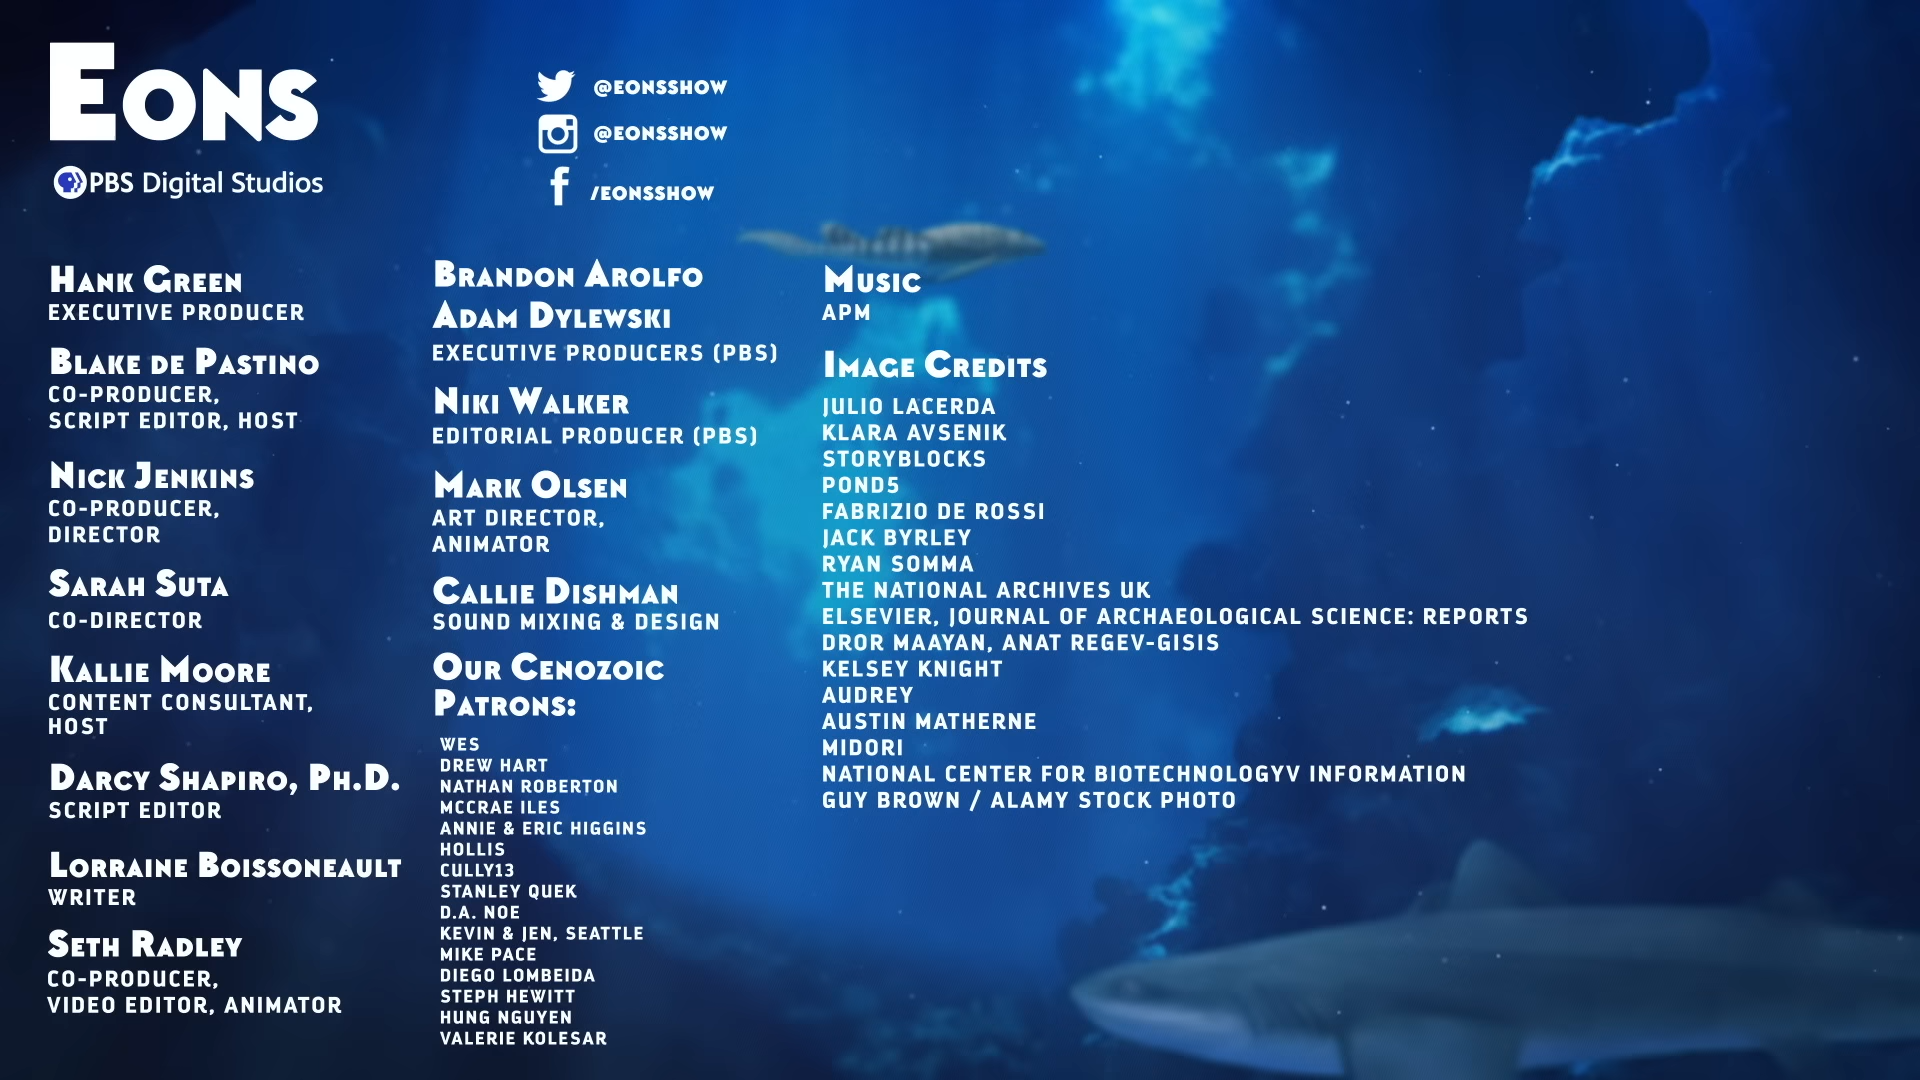 EONS
PBS Digital Studios
@EONSSHOW
@EONSSHOW
/EONSSHOW
HANK GREEN
EXECUTIVE PRODUCER
BLAKE DE PASTINO
CO-PRODUCER,
SCRIPT EDITOR, HOST
NICK JENKINS
CO-PRODUCER,
DIRECTOR
SARAH SUTA
CO-DIRECTOR
KALLIE MOORE
CONTENT CONSULTANT,
HOST
DARCY SHAPIRO, PH.D.
SCRIPT EDITOR
LORRAINE BOISSONEAULT
WRITER
SETH RADLEY
CO-PRODUCER,
VIDEO EDITOR, ANIMATOR
BRANDON AROLFO
ADAM DYLEWSKI
EXECUTIVE PRODUCERS (PBS)
NIKI WALKER
EDITORIAL PRODUCER (PBS)
MARK OLSEN
ART DIRECTOR,
ANIMATOR
CALLIE DISHMAN
SOUND MIXING & DESIGN
OUR CENOZOIC
PATRONS:
WES
DREW HART
NATHAN ROBERTON
MCCRAE ILES
ANNIE & ERIC HIGGINS
HOLLIS
CULLY13
STANLEY QUEK
D.A. NOE
KEVIN & JEN, SEATTLE
MIKE PACE
DIEGO LOMBEIDA
STEPH HEWITT
HUNG NGUYEN
VALERIE KOLESAR
MUSIC
APM
IMAGE CREDITS
JULIO LACERDA
KLARA AVSENIK
STORYBLOCKS
POND5
FABRIZIO DE ROSSI
JACK BYRLEY
RYAN SOMMA
THE NATIONAL ARCHIVES UK
ELSEVIER, JOURNAL OF ARCHAEOLOGICAL SCIENCE: REPORTS
DROR MAAYAN, ANAT REGEV-GISIS
KELSEY KNIGHT
AUDREY
AUSTIN MATHERNE
MIDORI
NATIONAL CENTER FOR BIOTECHNOLOGYV INFORMATION
GUY BROWN / ALAMY STOCK PHOTO